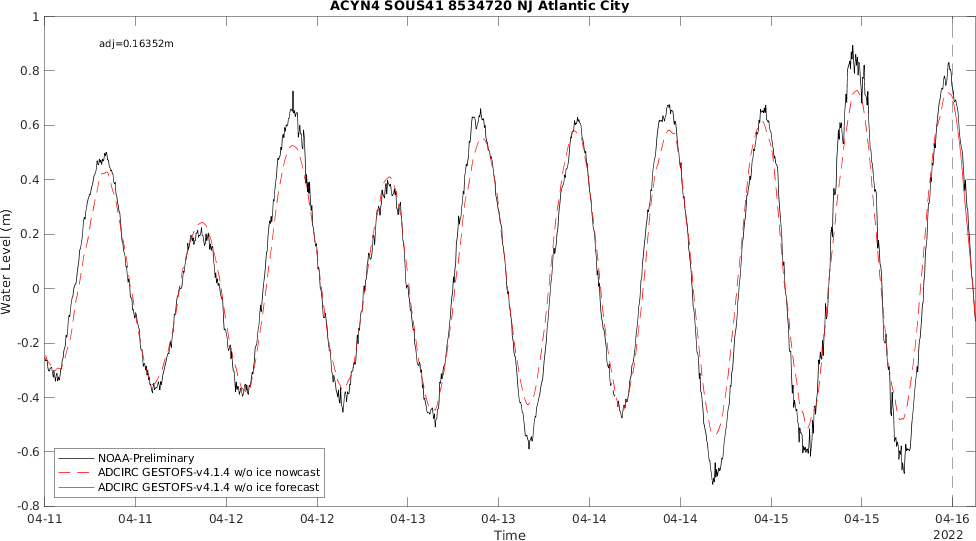 ACYN4 SOUS41 8534720 NJ Atlantic City
adj=0.16352m
Water Level (m)
1
0.8
0.6
0.4
0.2
0
-0.2
-0.4
-0.6
-0.8
NOAA-Preliminary
ADCIRC GESTOFS-v4.1.4 w/o ice nowcast
ADCIRC GESTOFS-v4.1.4 w/o ice forecast
04-11 04-11 04-12 04-12 04-13 04-13 04-14 04-14 04-15 04-15 04-16
Time
2022